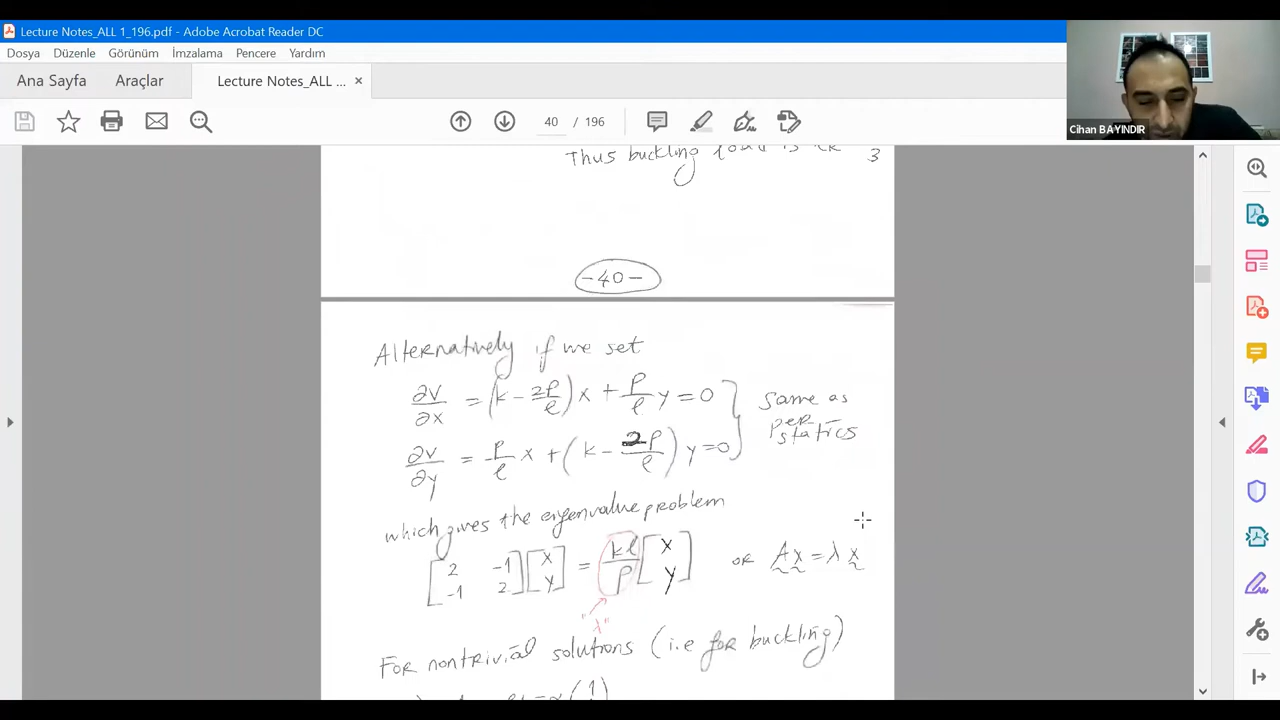 Lecture Notes_ALL 1_196.pdf - Adobe Acrobat Reader DC
Dosya Düzenle Görünüm İmzalama Pencere Yardım
Ana Sayfa Araçlar Lecture Notes_ALL ... ×
40 / 196
Cihan BAYINDIR
Thus buckling load is 3
-40-
Alternatively if we set
∂V/∂x = (k - 2P/ℓ) x + P/ℓ y = 0
∂V/∂y = P/ℓ x + (k - 2P/ℓ) y = 0
same as
per
statics
which gives the eigenvalue problem
[2 -1; -1 2] [x; y] = kℓ/P [x; y] or Ax = λx
"λ"
For nontrivial solutions (i.e for buckling)